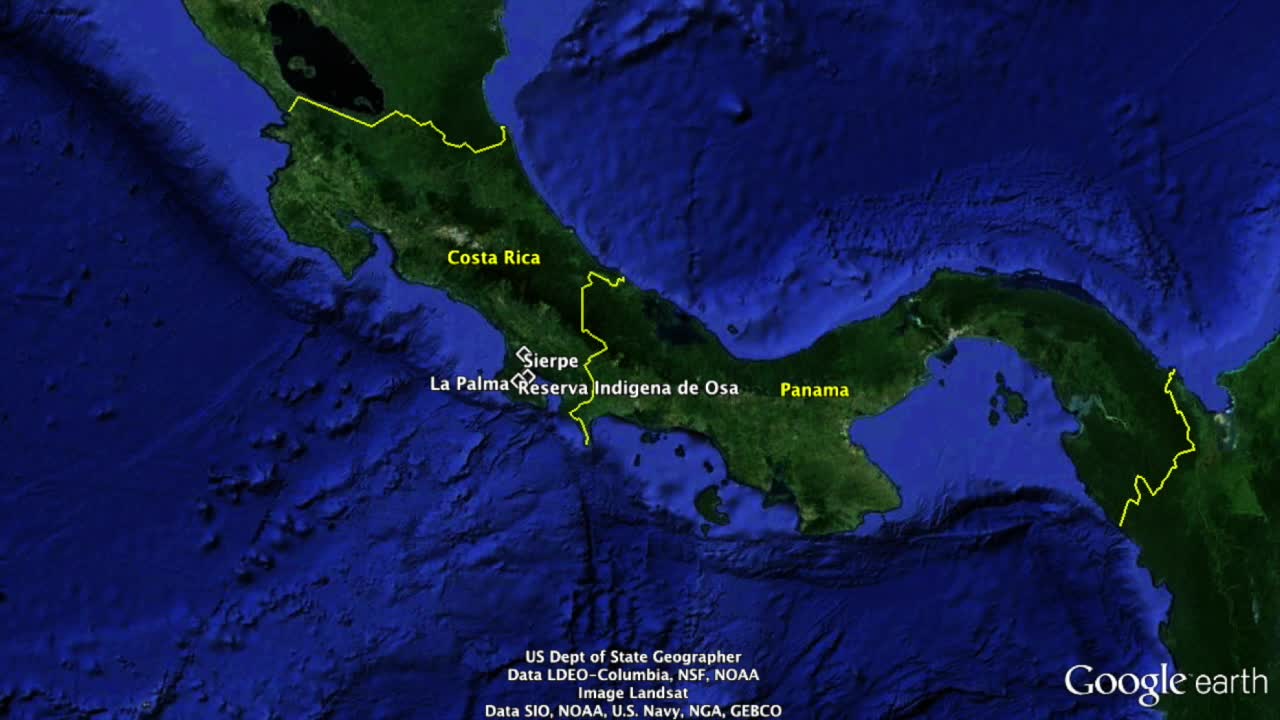 Costa Rica
Sierpe
La Palma
Reserva Indigena de Osa
Panama
US Dept of State Geographer
Data LDEO-Columbia, NSF, NOAA
Image Landsat
Data SIO, NOAA, U.S. Navy, NGA, GEBCO
Google earth